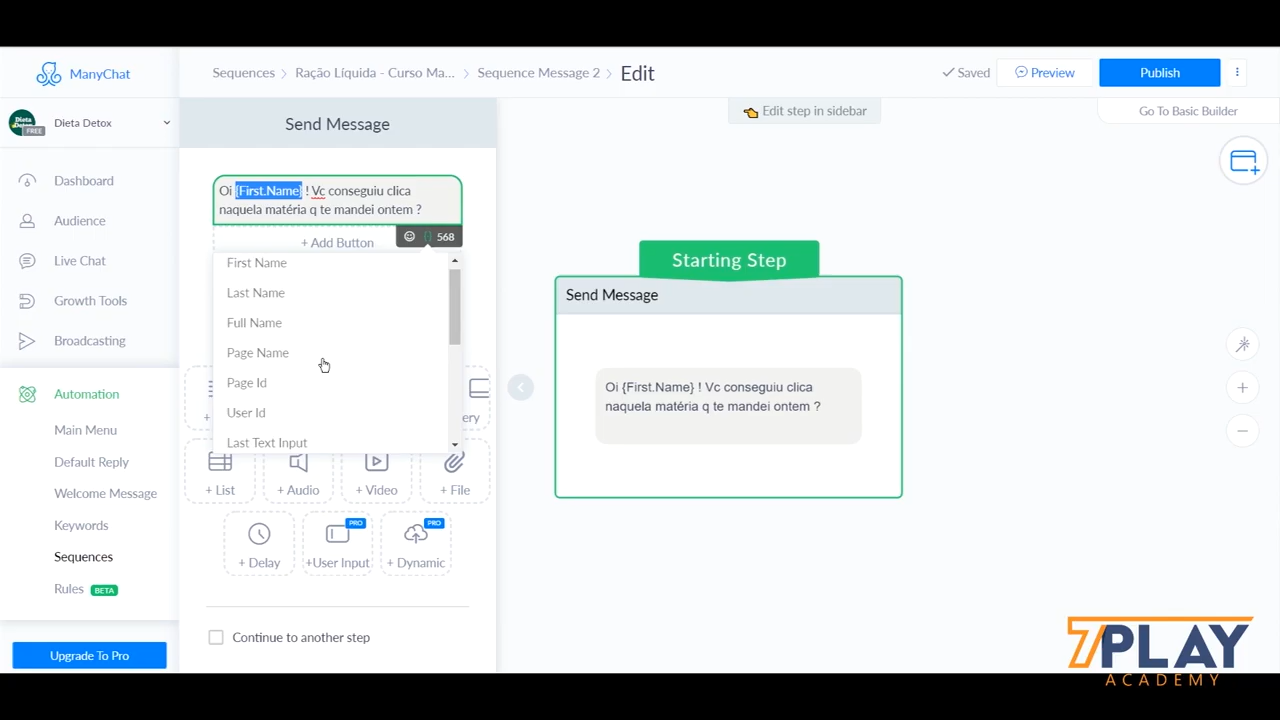 ManyChat
Sequences
Ração Líquida - Curso Ma...
Sequence Message 2
Edit
Saved
Preview
Publish
Dieta Detox
FREE
Send Message
Edit step in sidebar
Go To Basic Builder
Dashboard
Audience
Live Chat
Growth Tools
Broadcasting
Automation
Main Menu
Default Reply
Welcome Message
Keywords
Sequences
Rules BETA
Upgrade To Pro
Oi {First.Name} ! Vc conseguiu clica
naquela matéria q te mandei ontem ?
+ Add Button
568
First Name
Last Name
Full Name
Page Name
Page Id
User Id
Last Text Input
+ List
+ Audio
+ Video
+ File
+ Delay
PRO
+User Input
PRO
+ Dynamic
Continue to another step
Starting Step
Send Message
Oi {First.Name} ! Vc conseguiu clica
naquela matéria q te mandei ontem ?
7PLAY
ACADEMY